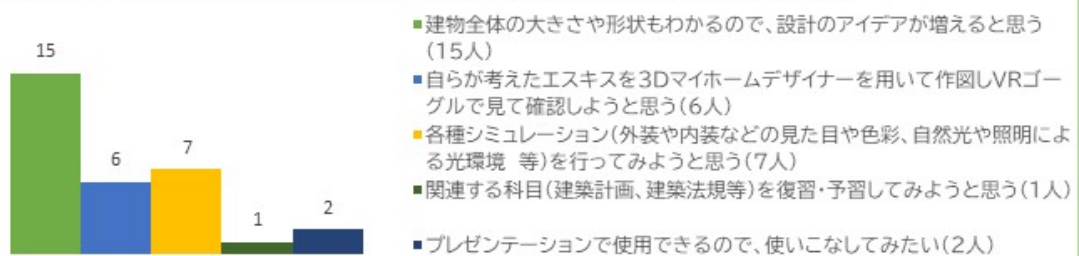 15
6
7
1
2
■建物全体の大きさや形状もわかるので、設計のアイデアが増えると思う
(15人)
■自らが考えたエスキスを3Dマイホームデザイナーを用いて作図しVRゴー
グルで見て確認しようと思う(6人)
■各種シミュレーション(外装や内装などの見た目や色彩、自然光や照明によ
る光環境 等)を行ってみようと思う(7人)
■関連する科目(建築計画、建築法規等)を復習・予習してみようと思う(1人)
■プレゼンテーションで使用できるので、使いこなしてみたい(2人)